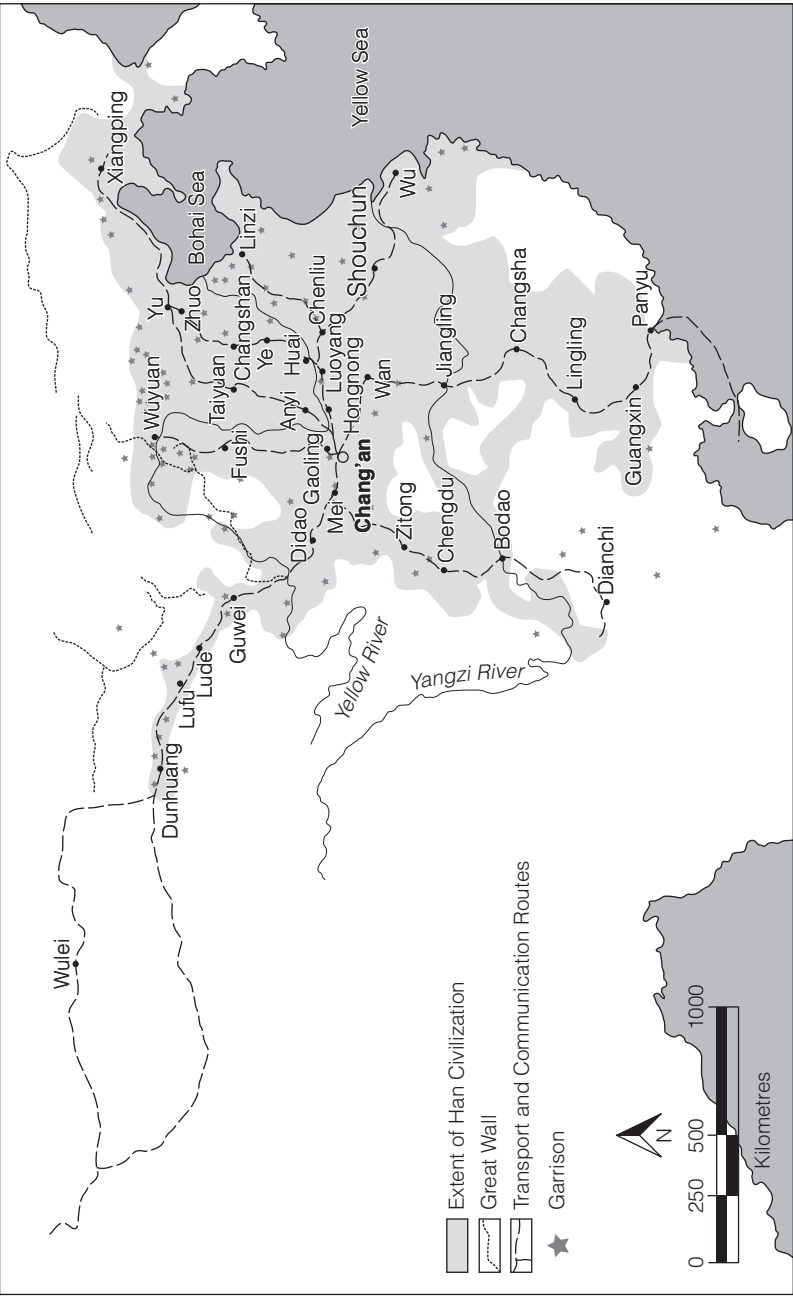 Xiangping
Yellow Sea
Bohai Sea
Linzi
Wu
Shouchun
Yu
Zhuo
Changshan
Ye
Huai
Chenliu
Luoyang
Hongnong
Wan
Wuyuan
Taiyuan
Anyi
Fushi
Gaoling
Chang'an
Mei
Didao
Jiangling
Changsha
Lingling
Panyu
Guangxin
Zitong
Chengdu
Bodao
Dianchi
Guwei
Lude
Lufu
Dunhuang
Wulei
Yellow River
Yangzi River
Extent of Han Civilization
Great Wall
Transport and Communication Routes
Garrison
N
0 250 500 1000
Kilometres